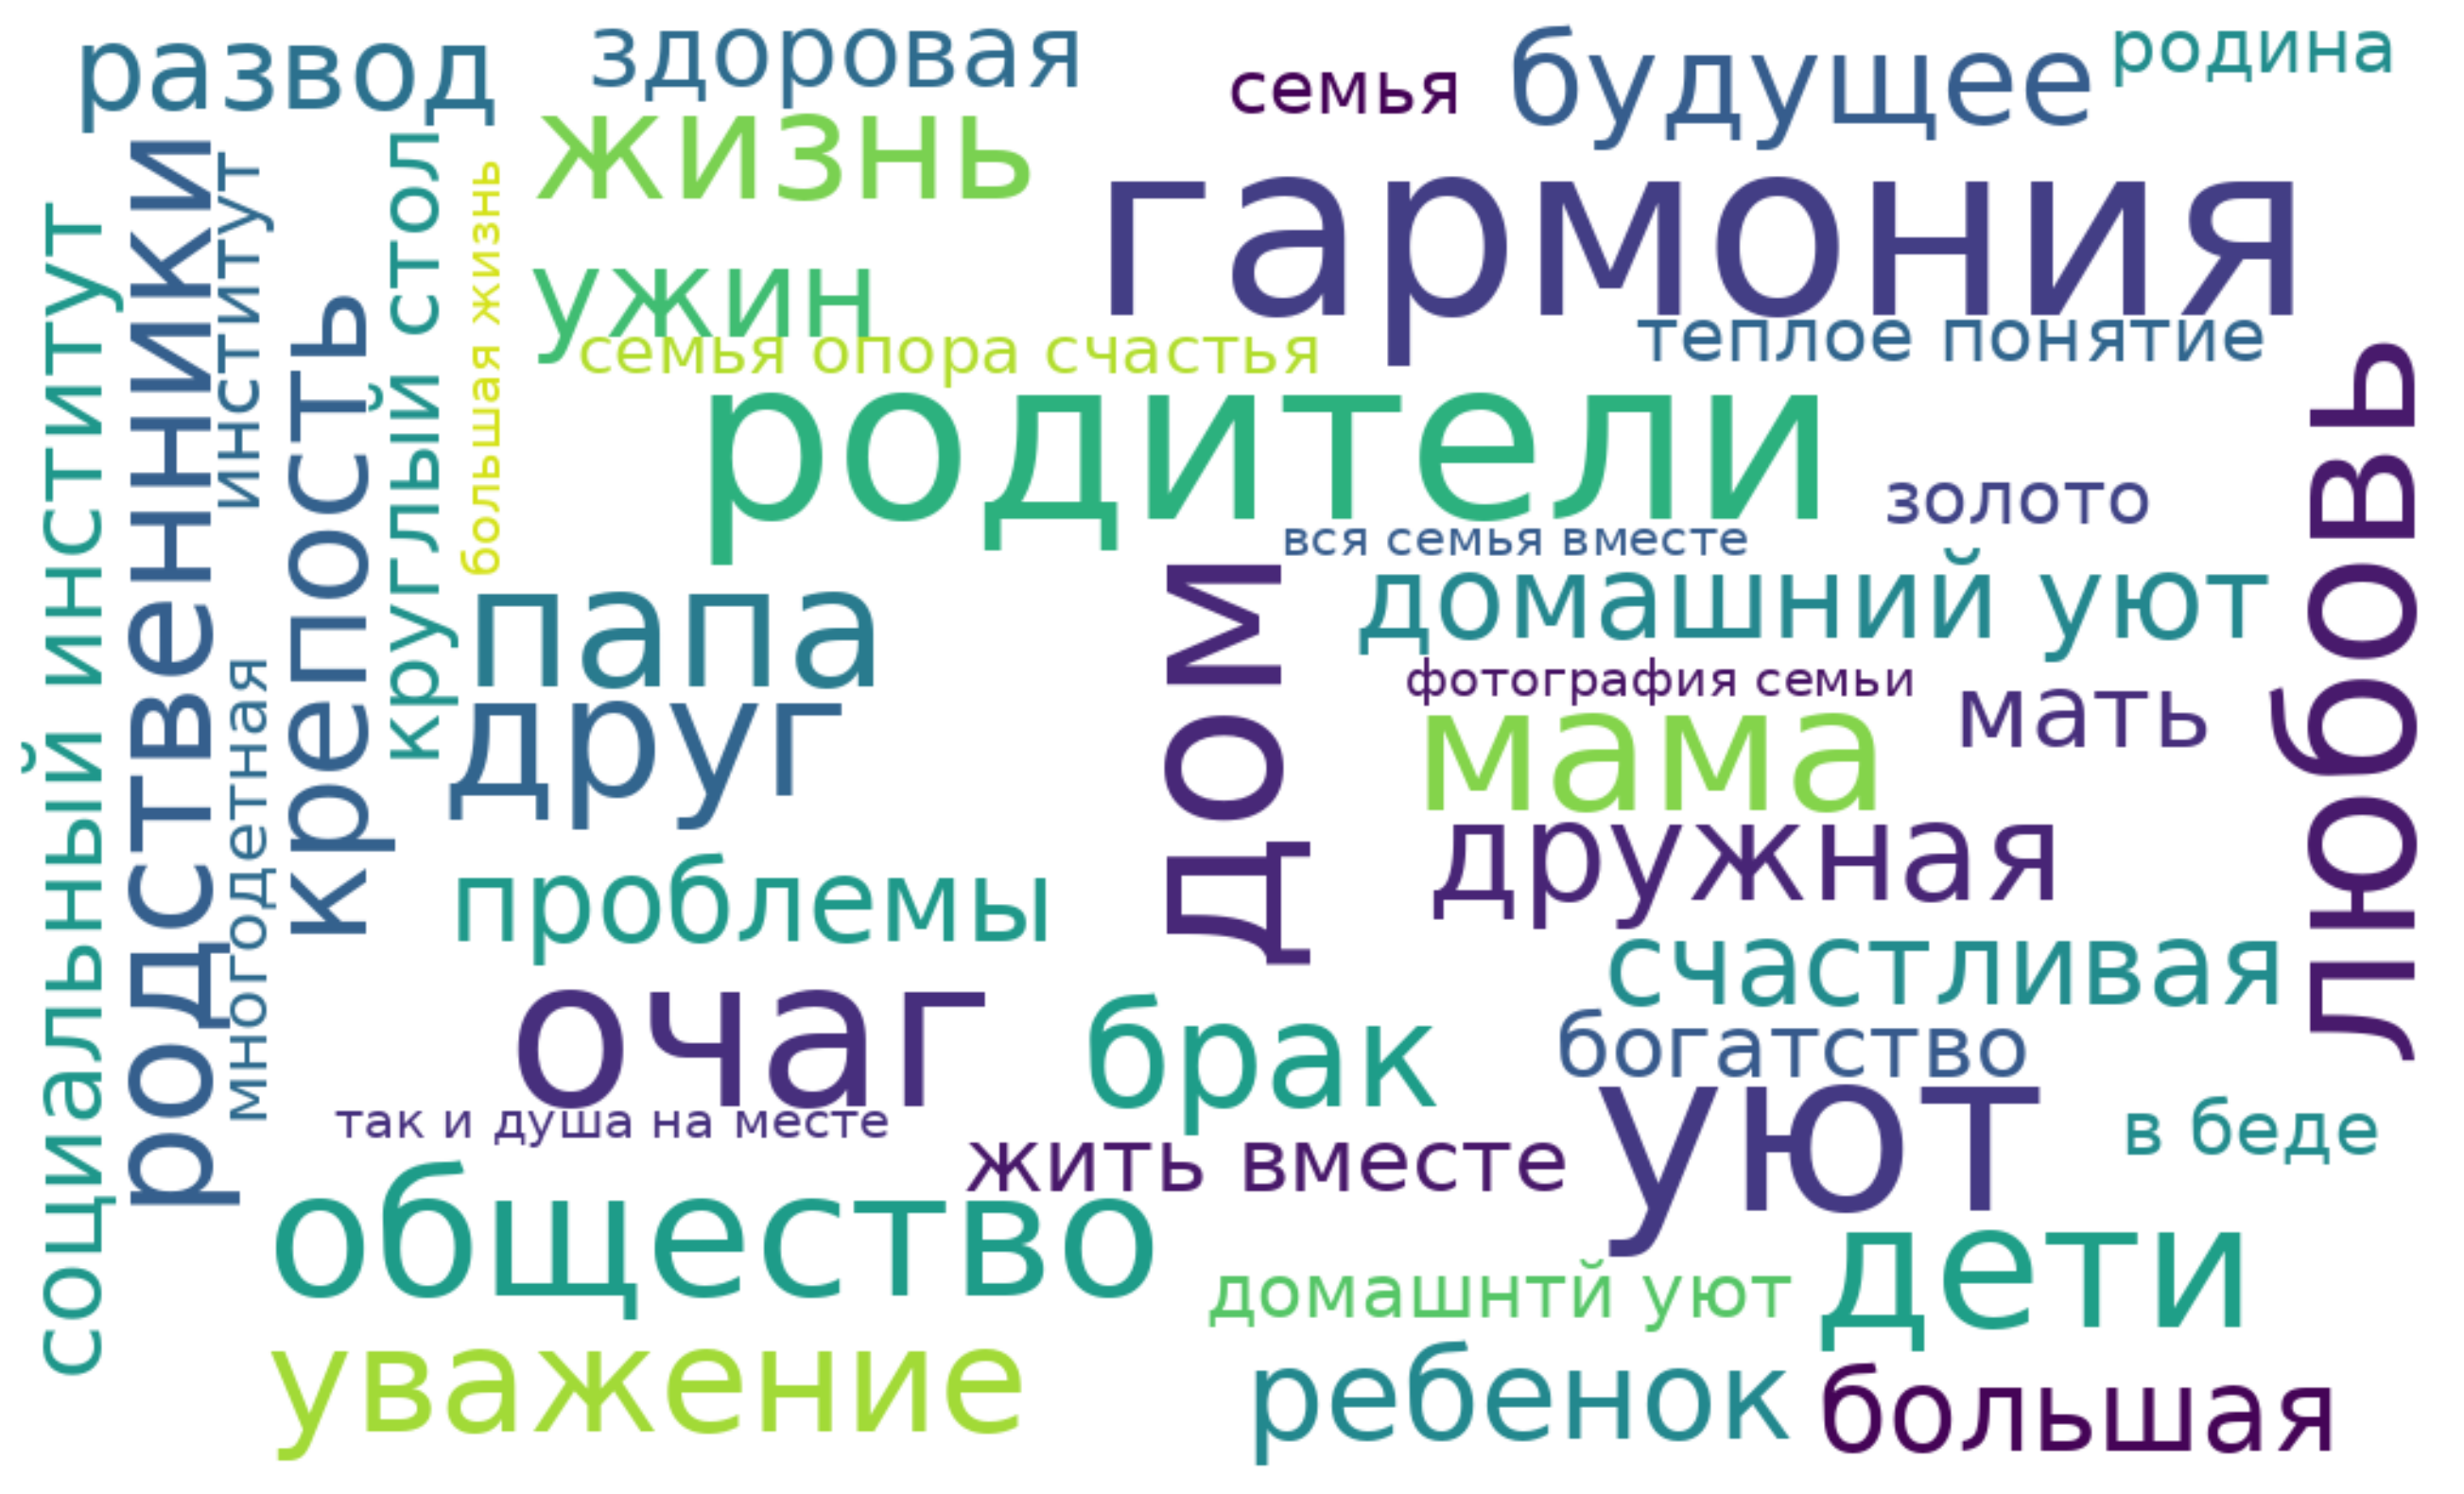 развод
здоровая
семья
будущее
родина
жизнь
гармония
ужин
семья опора счастья
теплое понятие
родители
золото
вся семья вместе
домашний уют
папа
фотография семьи
мама
мать
друг
дом
любовь
дружная
проблемы
счастливая
очаг
брак
богатство
уют
так и душа на месте
жить вместе
в беде
общество
домашнтй уют
дети
уважение
ребенок
большая
социальный институт
родственники
институт
многодетная
крепость
круглый стол
большая жизнь